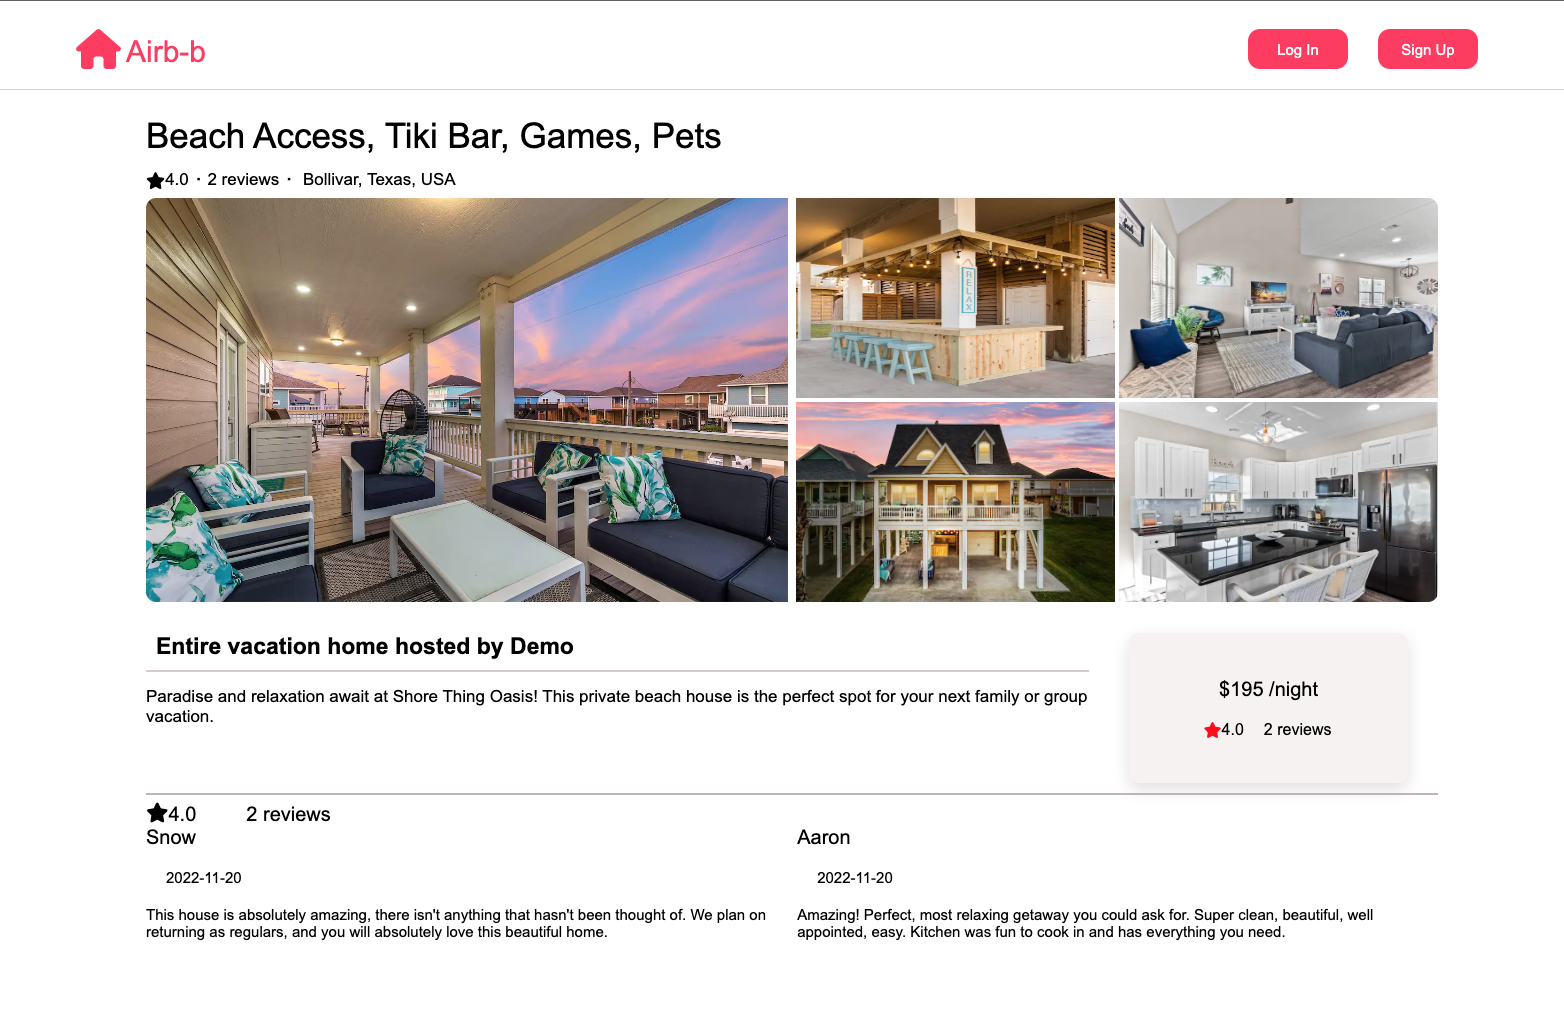 Airb-b
Log In
Sign Up
Beach Access, Tiki Bar, Games, Pets
4.0 · 2 reviews · Bollivar, Texas, USA
RELAX
Entire vacation home hosted by Demo
Paradise and relaxation await at Shore Thing Oasis! This private beach house is the perfect spot for your next family or group
vacation.
$195 /night
4.0 2 reviews
4.0 2 reviews
Snow
2022-11-20
This house is absolutely amazing, there isn't anything that hasn't been thought of. We plan on
returning as regulars, and you will absolutely love this beautiful home.
Aaron
2022-11-20
Amazing! Perfect, most relaxing getaway you could ask for. Super clean, beautiful, well
appointed, easy. Kitchen was fun to cook in and has everything you need.